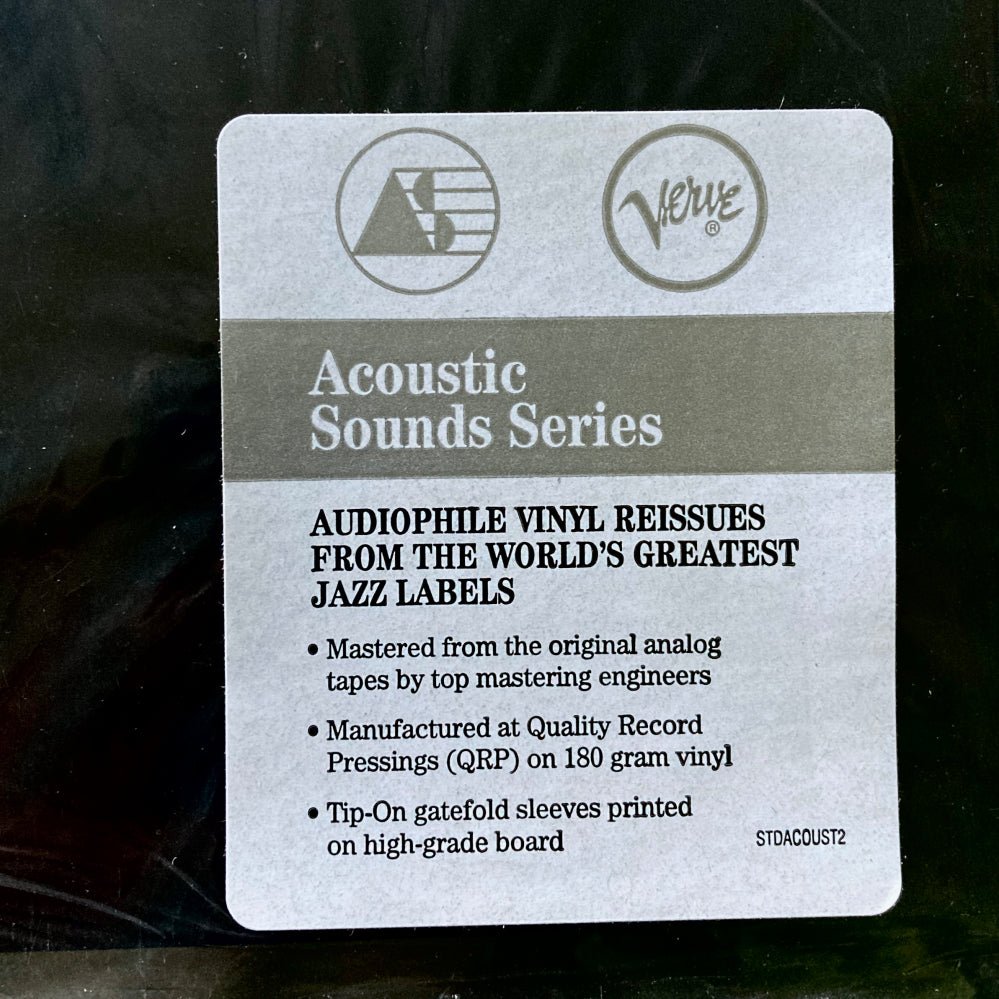 AS
Verve®
Acoustic
Sounds Series
AUDIOPHILE VINYL REISSUES
FROM THE WORLD'S GREATEST
JAZZ LABELS
• Mastered from the original analog
tapes by top mastering engineers
• Manufactured at Quality Record
Pressings (QRP) on 180 gram vinyl
• Tip-On gatefold sleeves printed
on high-grade board
STDACOUST2